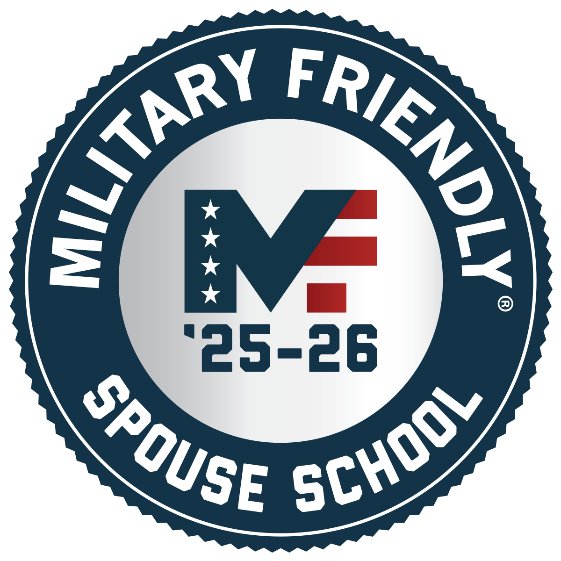 MILITARY FRIENDLY®
MF
'25-26
SPOUSE SCHOOL